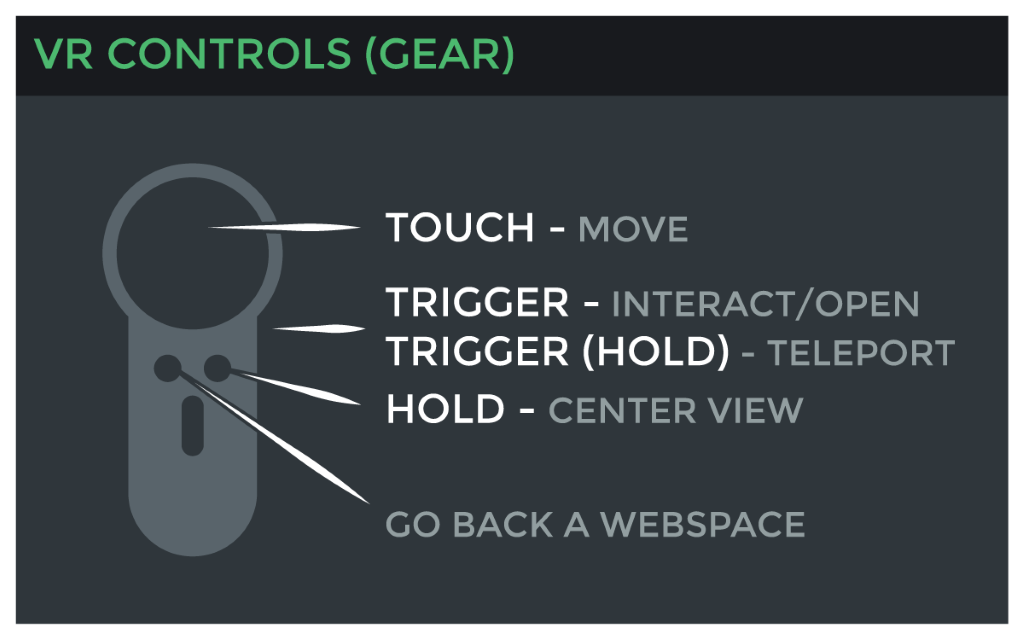 VR CONTROLS (GEAR)
TOUCH - MOVE
TRIGGER - INTERACT/OPEN
TRIGGER (HOLD) - TELEPORT
HOLD - CENTER VIEW
GO BACK A WEBSPACE